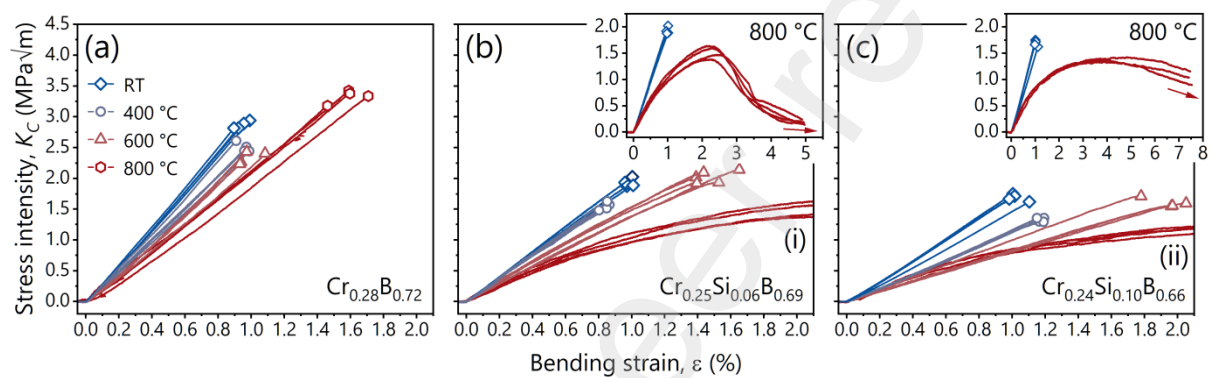 Stress intensity, K_C (MPa√m)
4.5
4.0
3.5
3.0
2.5
2.0
1.5
1.0
0.5
0.0
(a)
RT
400 °C
600 °C
800 °C
Cr0.28B0.72
0.0 0.2 0.4 0.6 0.8 1.0 1.2 1.4 1.6 1.8 2.0
(b)
800 °C
2.0
1.5
1.0
0.5
0.0
0 1 2 3 4 5
(i)
Cr0.25Si0.06B0.69
0.0 0.2 0.4 0.6 0.8 1.0 1.2 1.4 1.6 1.8 2.0
(c)
800 °C
2.0
1.5
1.0
0.5
0.0
0 1 2 3 4 5 6 7 8
(ii)
Cr0.24Si0.10B0.66
0.0 0.2 0.4 0.6 0.8 1.0 1.2 1.4 1.6 1.8 2.0
Bending strain, ε (%)